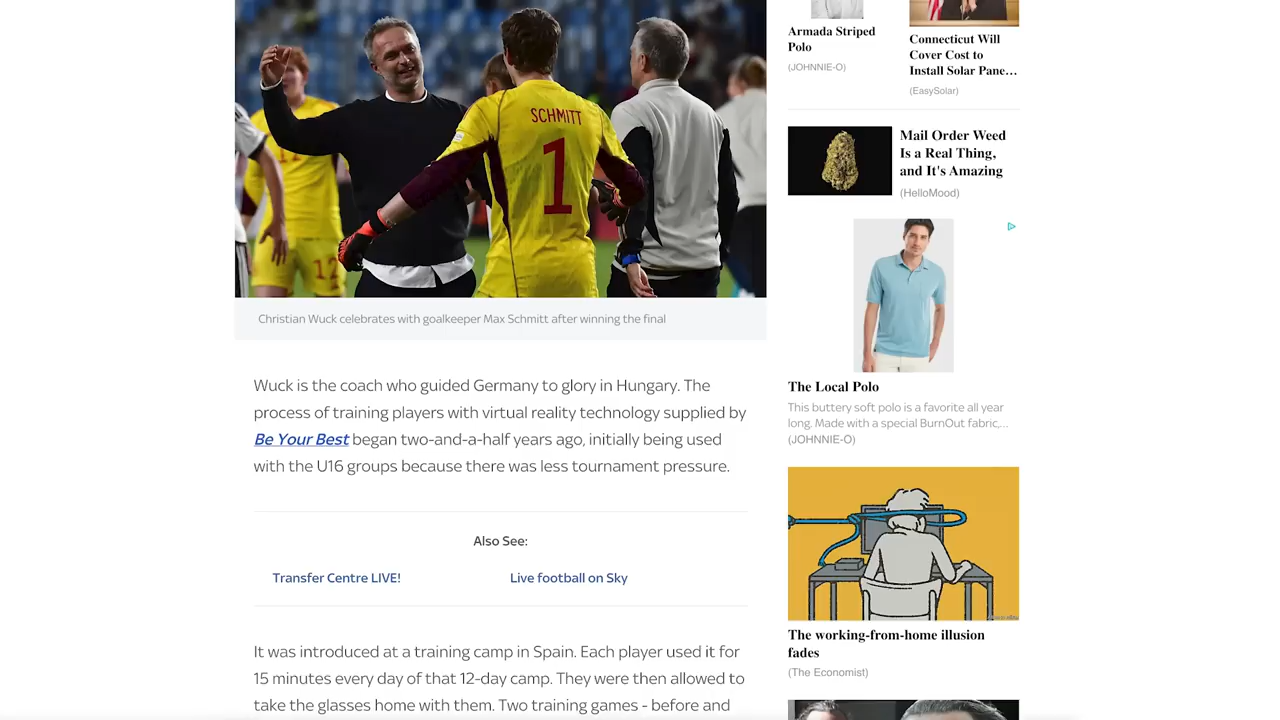 SCHMITT
1
12
Christian Wuck celebrates with goalkeeper Max Schmitt after winning the final
Wuck is the coach who guided Germany to glory in Hungary. The
process of training players with virtual reality technology supplied by
Be Your Best began two-and-a-half years ago, initially being used
with the U16 groups because there was less tournament pressure.
Also See:
Transfer Centre LIVE!
Live football on Sky
It was introduced at a training camp in Spain. Each player used it for
15 minutes every day of that 12-day camp. They were then allowed to
take the glasses home with them. Two training games - before and
Armada Striped
Polo
(JOHNNIE-O)
Connecticut Will
Cover Cost to
Install Solar Pane...
(EasySolar)
Mail Order Weed
Is a Real Thing,
and It's Amazing
(HelloMood)
The Local Polo
This buttery soft polo is a favorite all year
long. Made with a special BurnOut fabric,...
(JOHNNIE-O)
The working-from-home illusion
fades
(The Economist)